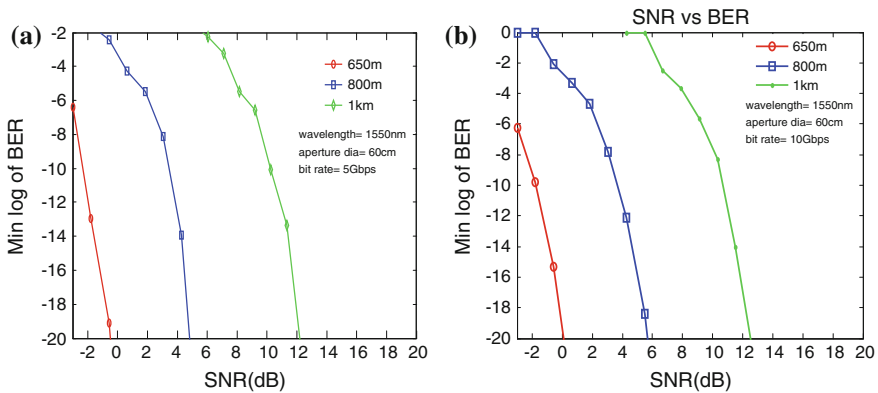 (a)
-2
-4
-6
-8
-10
-12
-14
-16
-18
-20
Min log of BER
-2 0 2 4 6 8 10 12 14 16 18 20
SNR(dB)
650m
800m
1km
wavelength= 1550nm
aperture dia= 60cm
bit rate= 5Gbps
SNR vs BER
(b)
0
-2
-4
-6
-8
-10
-12
-14
-16
-18
-20
Min log of BER
-2 0 2 4 6 8 10 12 14 16 18 20
SNR(dB)
650m
800m
1km
wavelength= 1550nm
aperture dia= 60cm
bit rate= 10Gbps